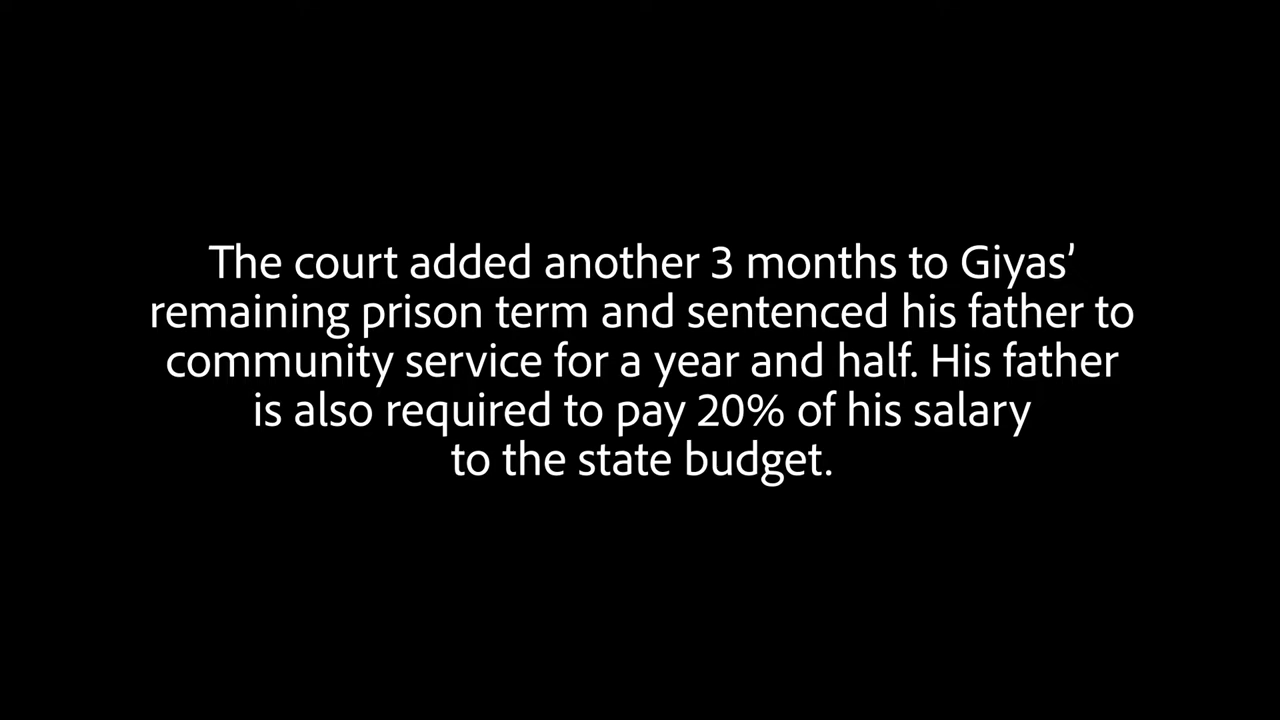 The court added another 3 months to Giyas’
remaining prison term and sentenced his father to
community service for a year and half. His father
is also required to pay 20% of his salary
to the state budget.